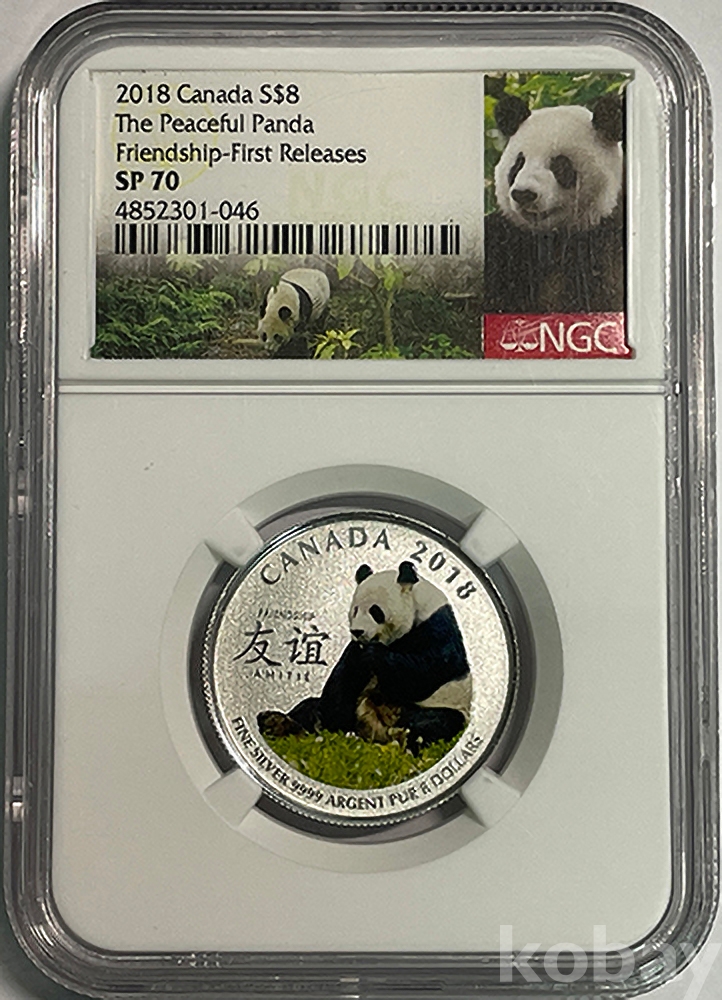 2018 Canada S$8
The Peaceful Panda
Friendship-First Releases
SP 70
4852301-046
NGC
NGC
CANADA 2018
FRIENDSHIP
友谊
AMITIÉ
FINE SILVER 9999 ARGENT PUR 8 DOLLARS
kobay